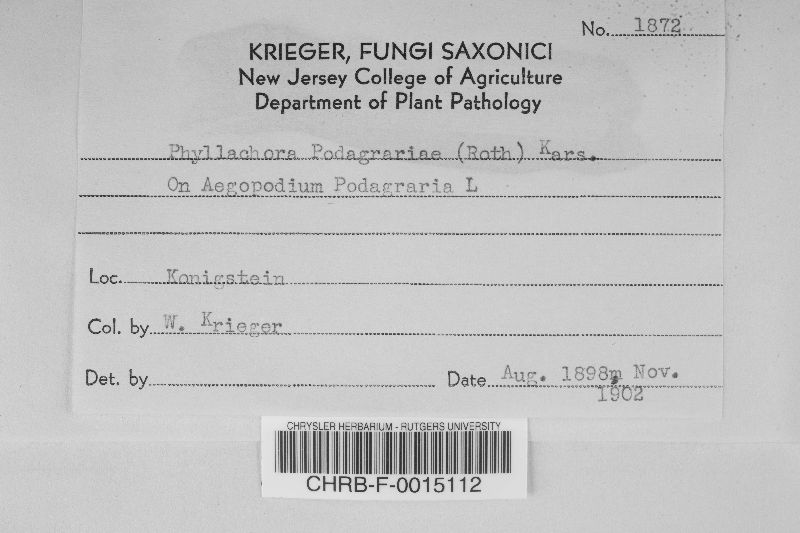 No. 1872
KRIEGER, FUNGI SAXONICI
New Jersey College of Agriculture
Department of Plant Pathology
Phyllachora Podagrariae (Roth) Kars.
On Aegopodium Podagraria L
Loc. Konigstein
Col. by W. Krieger
Det. by
Date Aug. 1898, Nov.
1902
CHRYSLER HERBARIUM - RUTGERS UNIVERSITY
CHRB-F-0015112